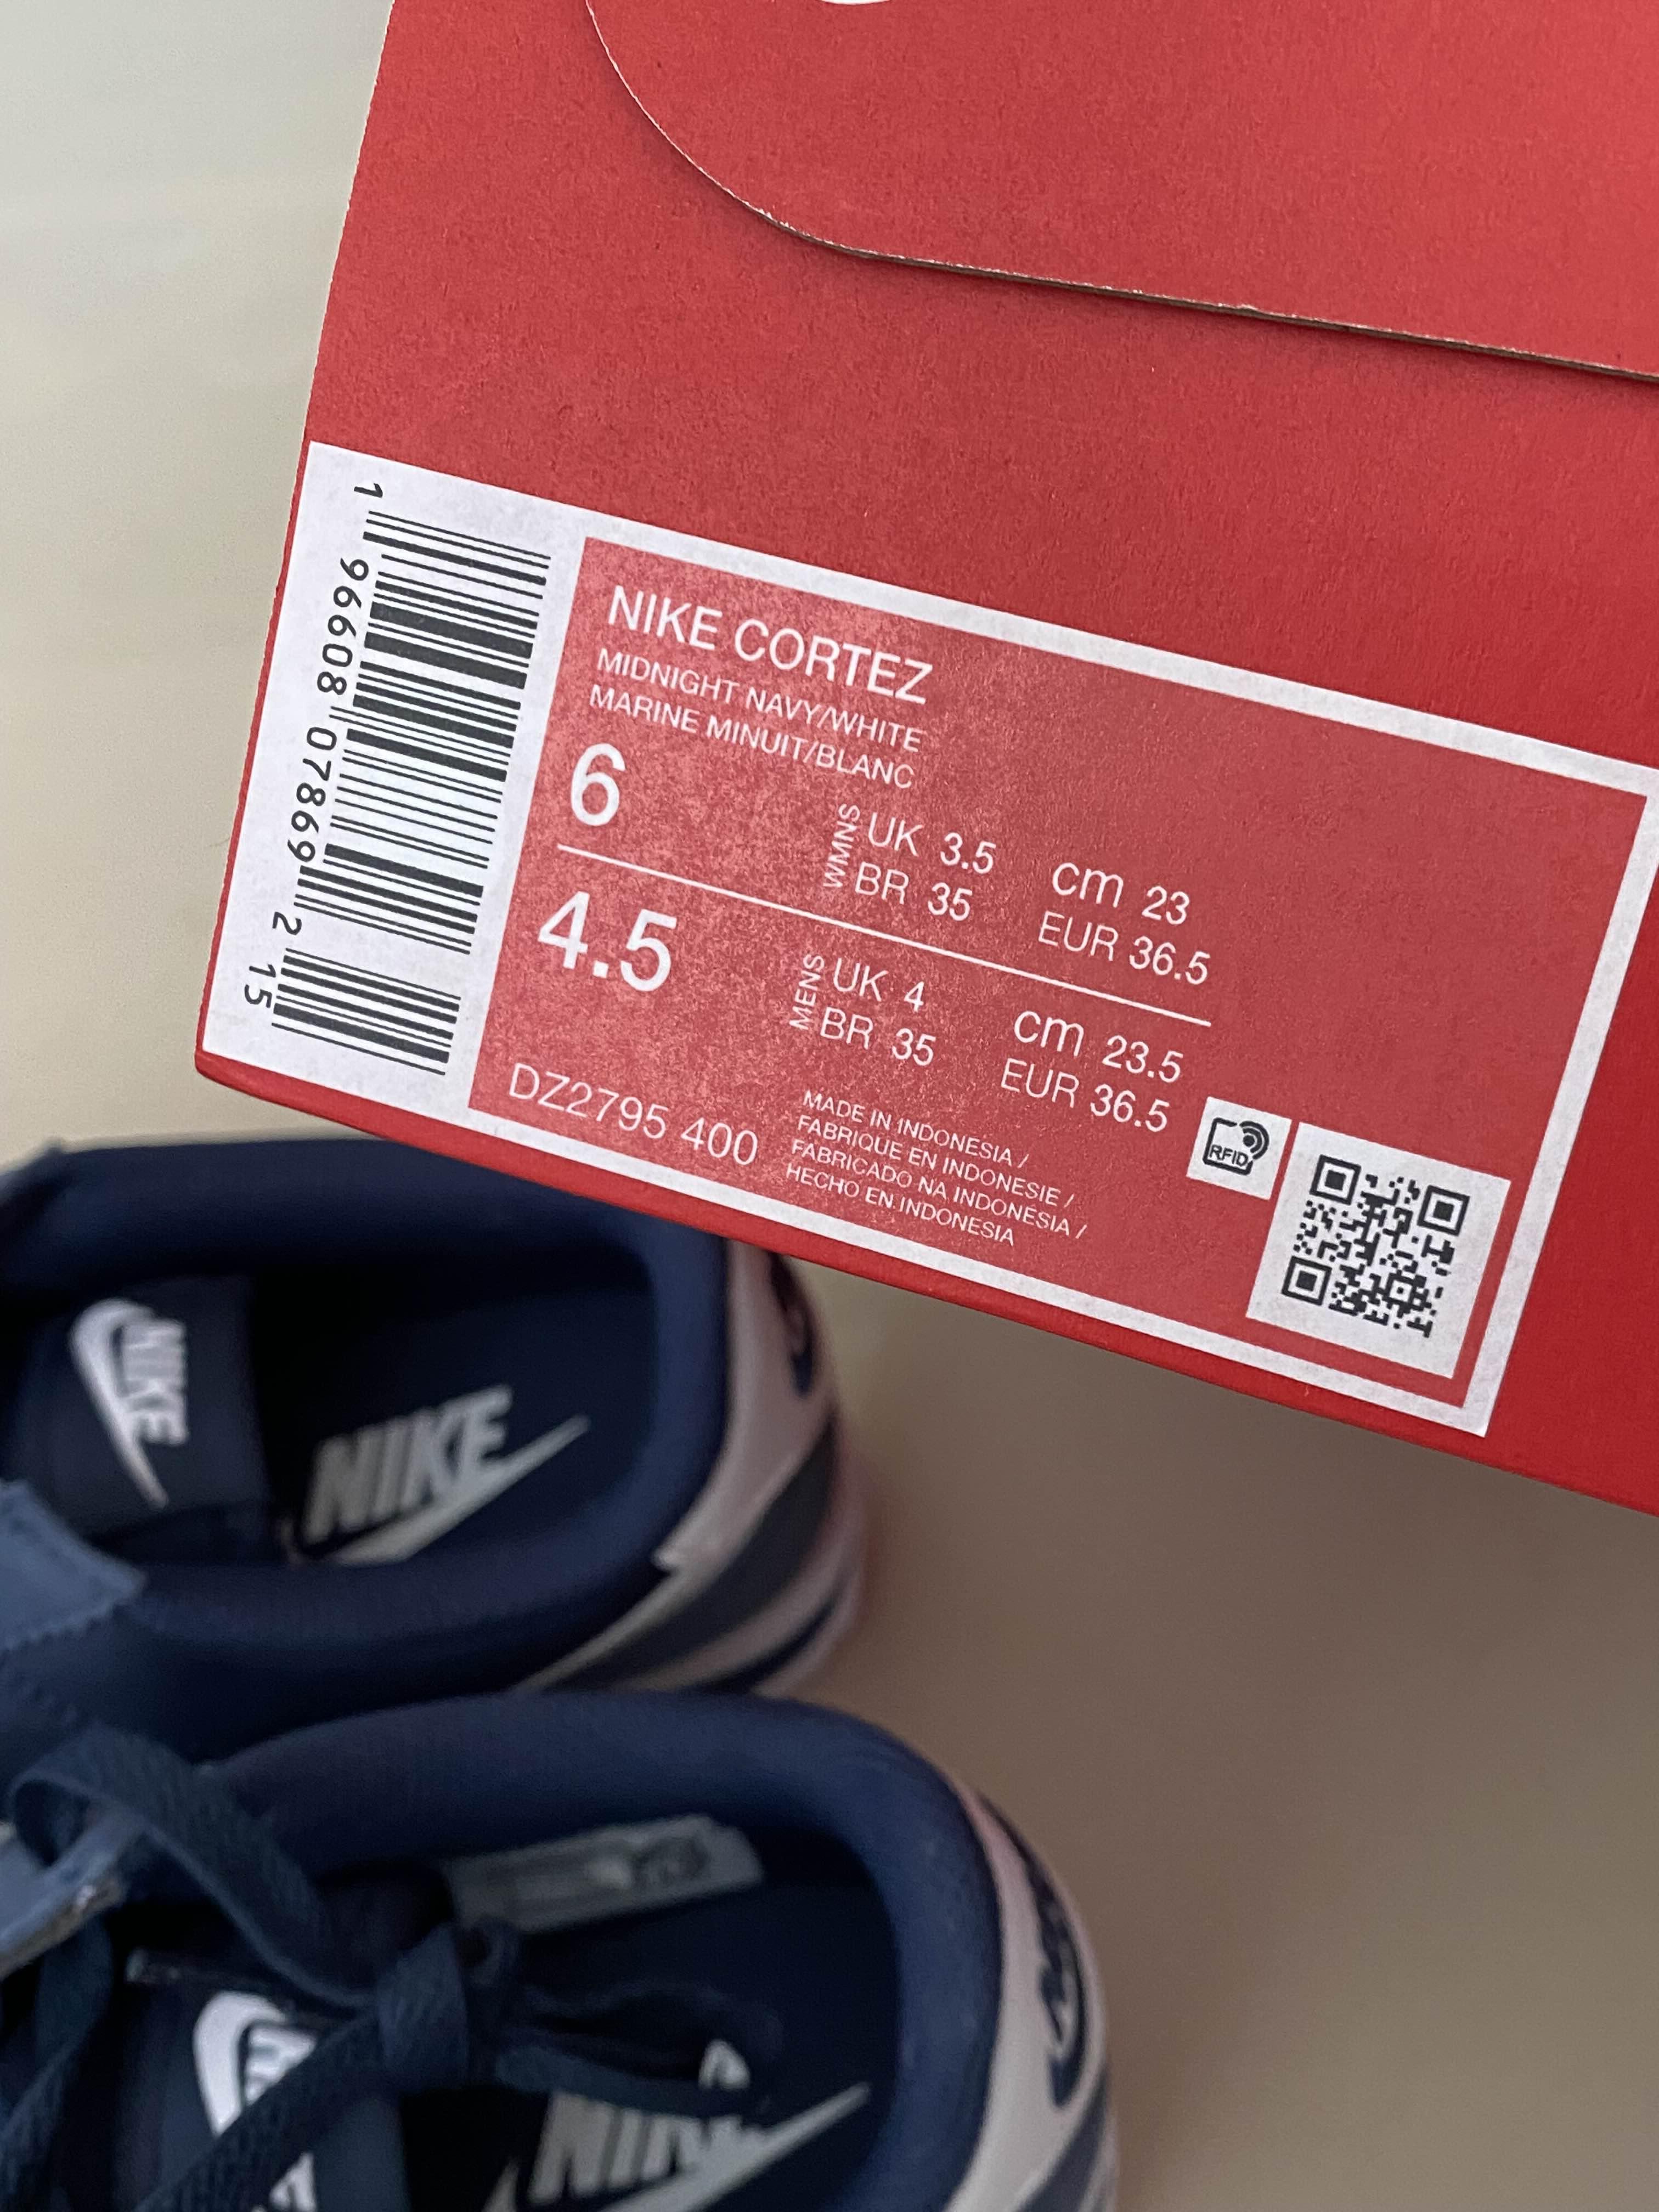 1 96608 07869 2 15
NIKE CORTEZ
MIDNIGHT NAVY/WHITE
MARINE MINUIT/BLANC
6 WMNS UK 3.5 cm 23
BR 35 EUR 36.5
4.5 MENS UK 4 cm 23.5
BR 35 EUR 36.5
DZ2795 400
MADE IN INDONESIA /
FABRIQUE EN INDONESIE /
FABRICADO NA INDONESIA /
HECHO EN INDONESIA
RFID
NIKE
NIKE
NIKE